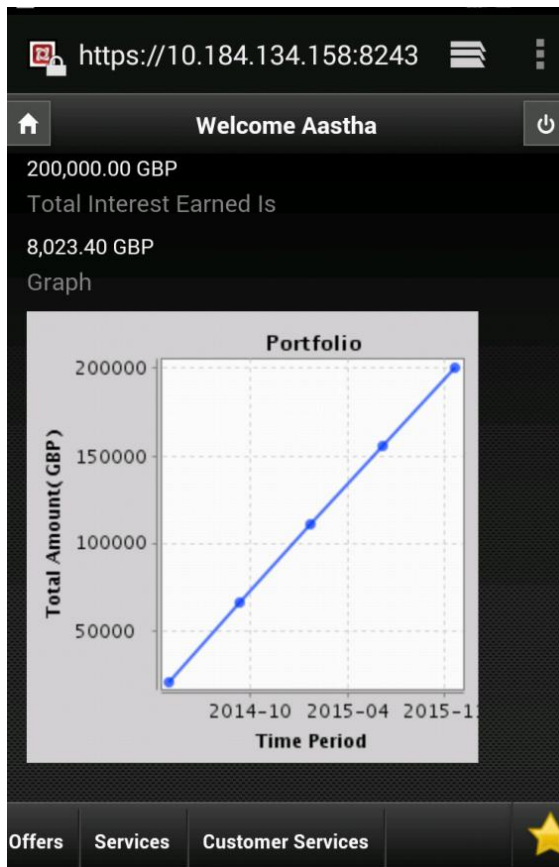 https://10.184.134.158:8243
Welcome Aastha
200,000.00 GBP
Total Interest Earned Is
8,023.40 GBP
Graph
Portfolio
Total Amount( GBP)
200000
150000
100000
50000
2014-10 2015-04 2015-11
Time Period
Offers Services Customer Services